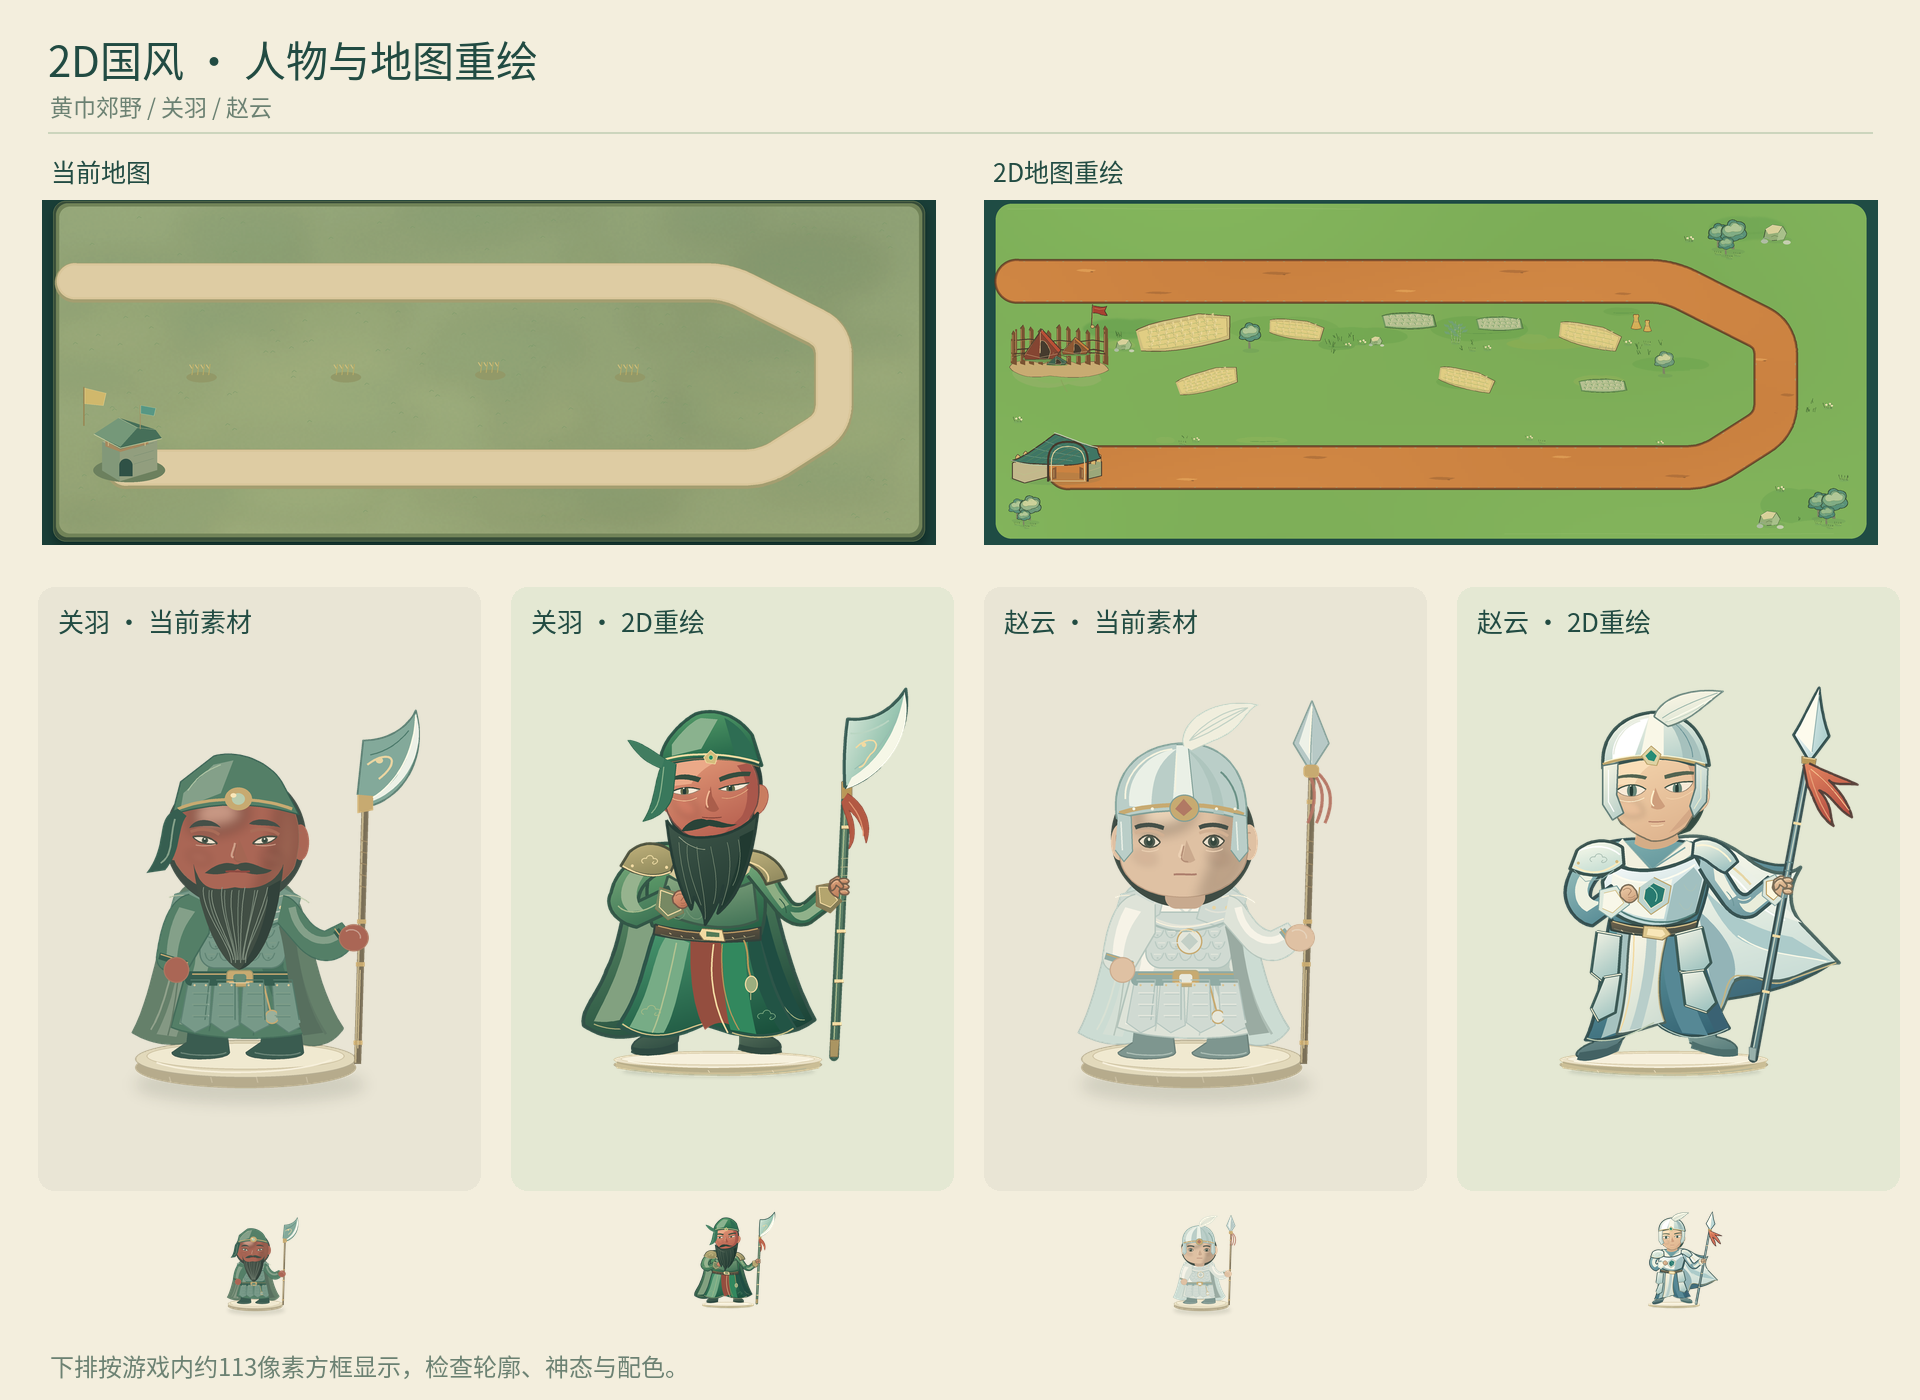 2D国风 · 人物与地图重绘
黄巾郊野 / 关羽 / 赵云
当前地图
2D地图重绘
关羽 · 当前素材
关羽 · 2D重绘
赵云 · 当前素材
赵云 · 2D重绘
下排按游戏内约113像素方框显示，检查轮廓、神态与配色。